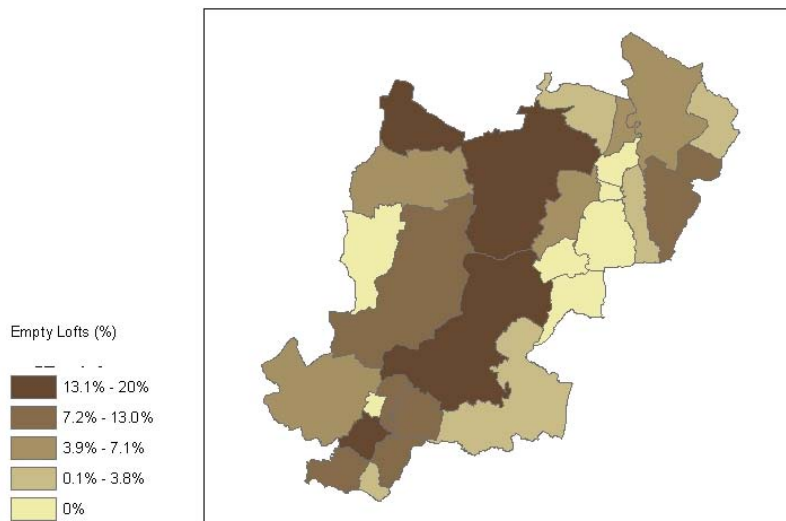 Empty Lofts (%)
13.1% - 20%
7.2% - 13.0%
3.9% - 7.1%
0.1% - 3.8%
0%